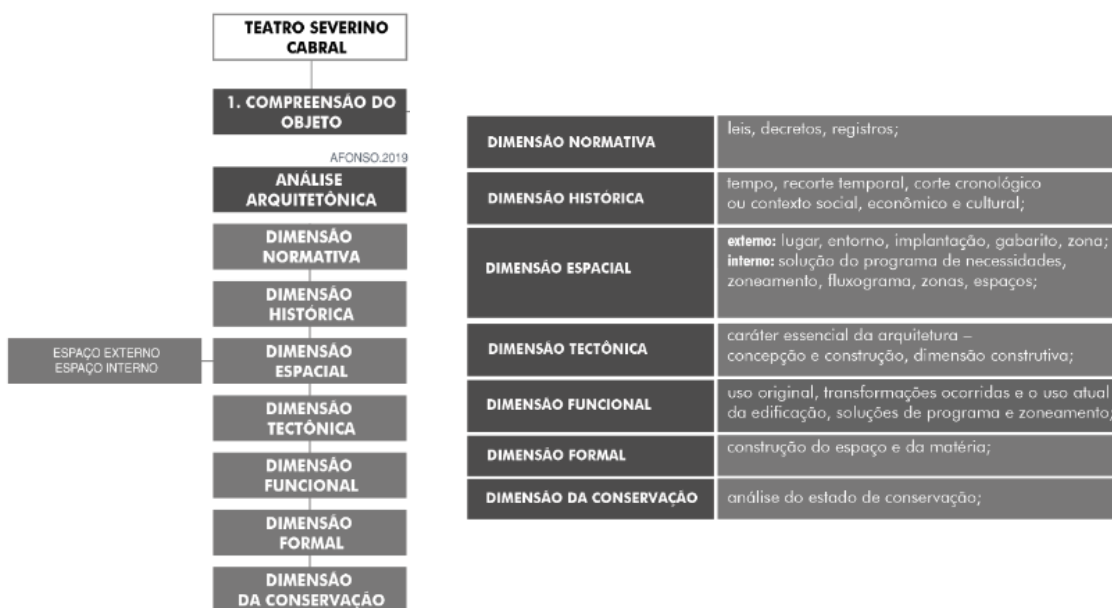 TEATRO SEVERINO
CABRAL
1. COMPREENSÃO DO
OBJETO
AFONSO.2019
ANÁLISE
ARQUITETÔNICA
DIMENSÃO
NORMATIVA
DIMENSÃO
HISTÓRICA
ESPAÇO EXTERNO
ESPAÇO INTERNO
DIMENSÃO
ESPACIAL
DIMENSÃO
TECTÔNICA
DIMENSÃO
FUNCIONAL
DIMENSÃO
FORMAL
DIMENSÃO
DA CONSERVAÇÃO
DIMENSÃO NORMATIVA
leis, decretos, registros;
DIMENSÃO HISTÓRICA
tempo, recorte temporal, corte cronológico
ou contexto social, econômico e cultural;
DIMENSÃO ESPACIAL
externo: lugar, entorno, implantação, gabarito, zona;
interno: solução do programa de necessidades,
zoneamento, fluxograma, zonas, espaços;
DIMENSÃO TECTÔNICA
caráter essencial da arquitetura –
concepção e construção, dimensão construtiva;
DIMENSÃO FUNCIONAL
uso original, transformações ocorridas e o uso atual
da edificação, soluções de programa e zoneamento;
DIMENSÃO FORMAL
construção do espaço e da matéria;
DIMENSÃO DA CONSERVAÇÃO
análise do estado de conservação;